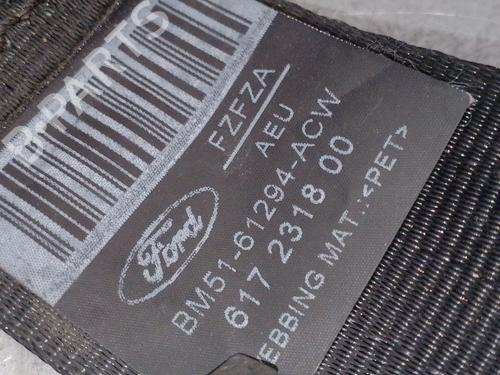 B-PARTS
FZFZA
AEU
Ford
BM51-61294-ACW
617 2318 00
EBBING MAT.:<PET>